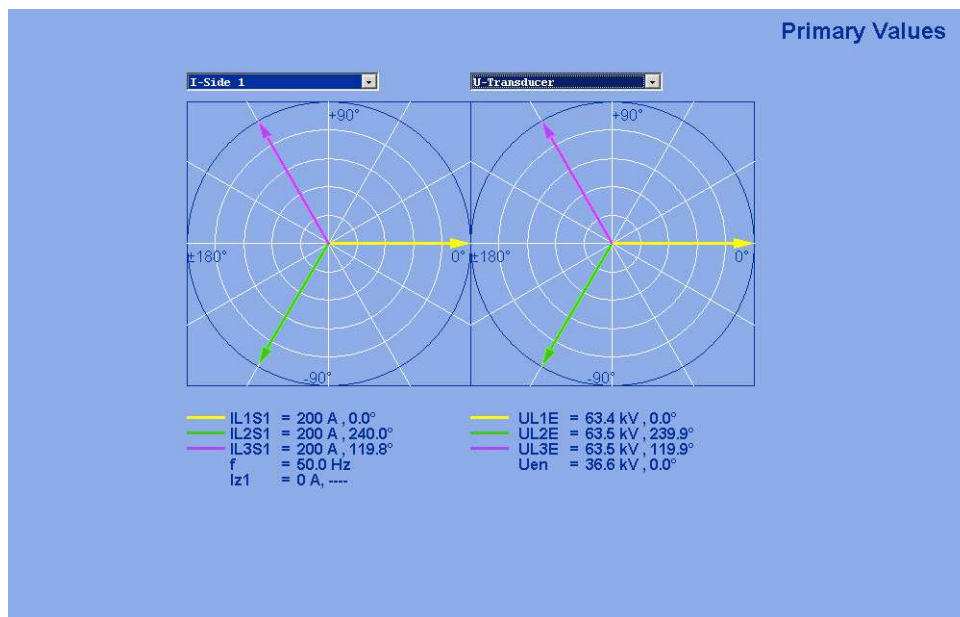 Primary Values
I-Side 1
U-Transducer
+90°
+90°
±180°
0°
±180°
0°
-90°
-90°
IL1S1 = 200 A , 0.0°
IL2S1 = 200 A , 240.0°
IL3S1 = 200 A , 119.8°
f = 50.0 Hz
Iz1 = 0 A, ----
UL1E = 63.4 kV , 0.0°
UL2E = 63.5 kV , 239.9°
UL3E = 63.5 kV , 119.9°
Uen = 36.6 kV , 0.0°